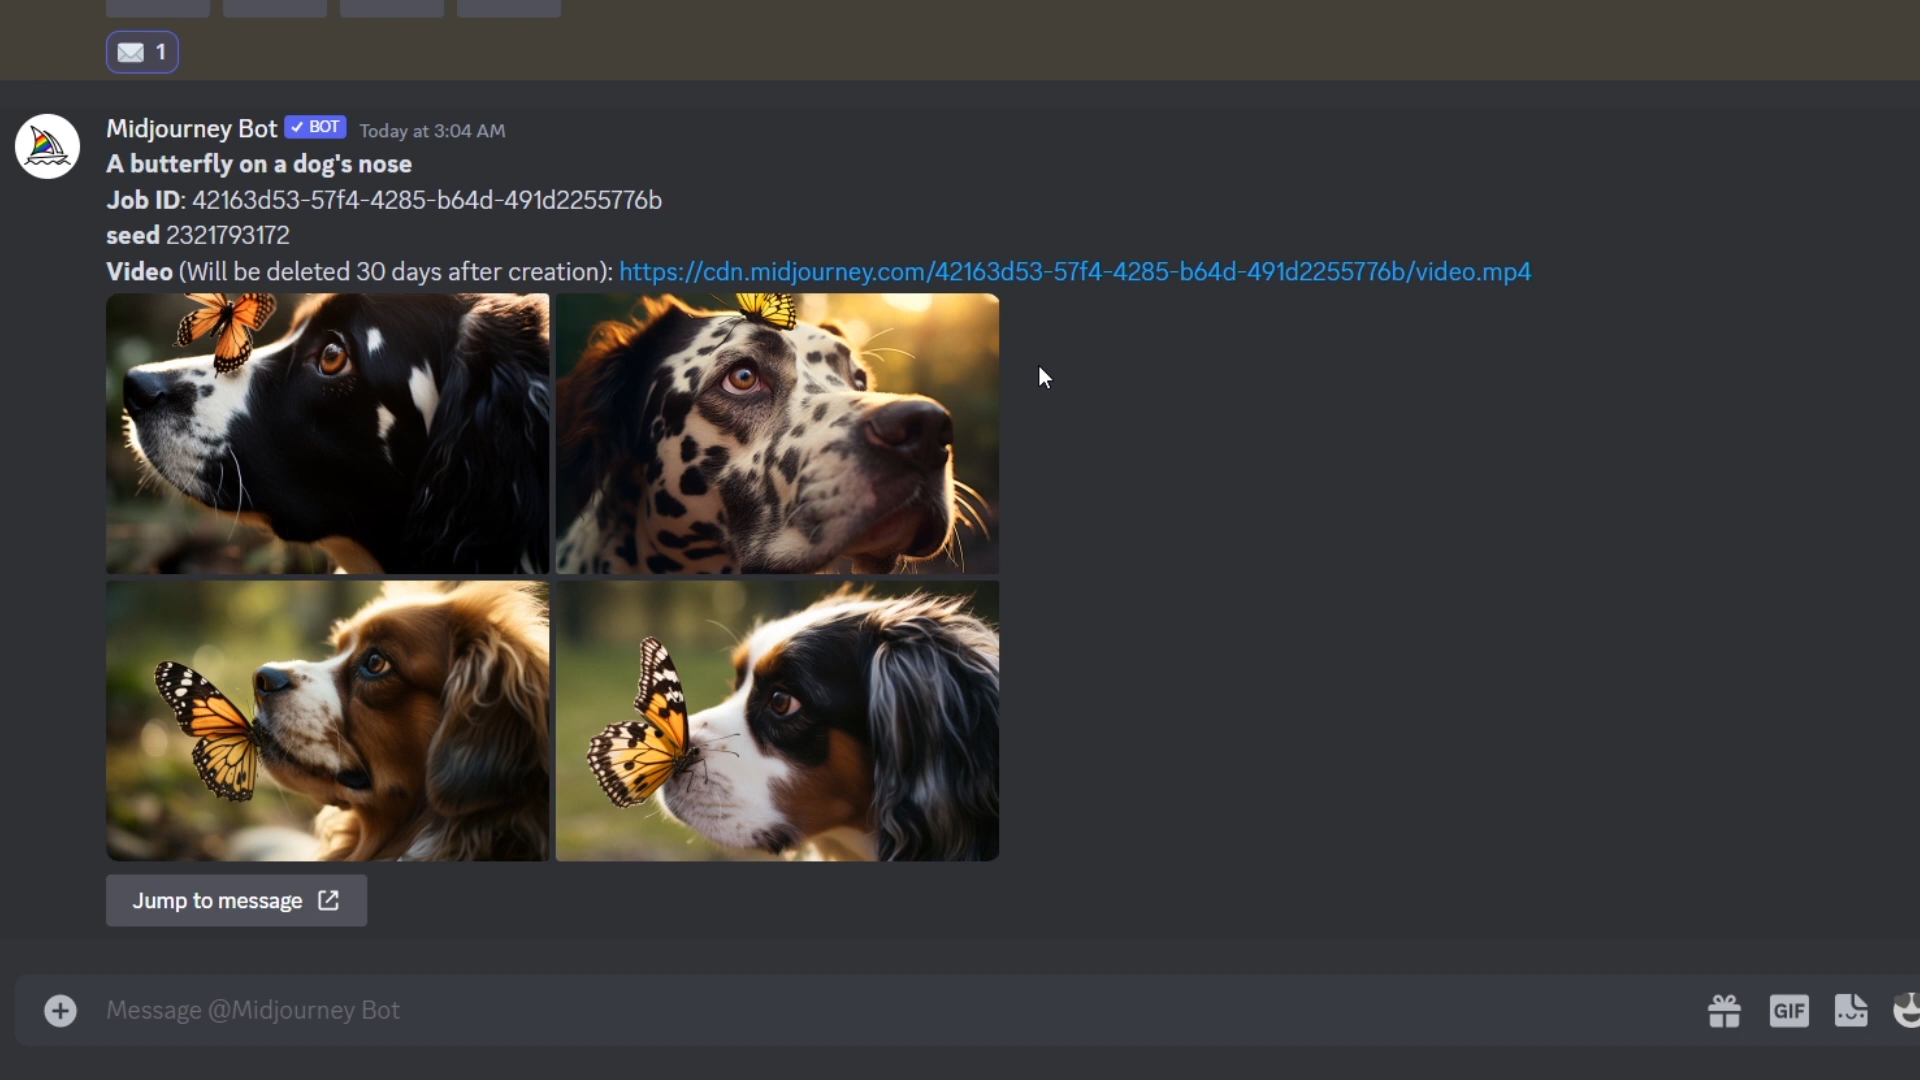 1
Midjourney Bot ✓ BOT Today at 3:04 AM
A butterfly on a dog's nose
Job ID: 42163d53-57f4-4285-b64d-491d2255776b
seed 2321793172
Video (Will be deleted 30 days after creation): https://cdn.midjourney.com/42163d53-57f4-4285-b64d-491d2255776b/video.mp4
Jump to message
Message @Midjourney Bot
GIF